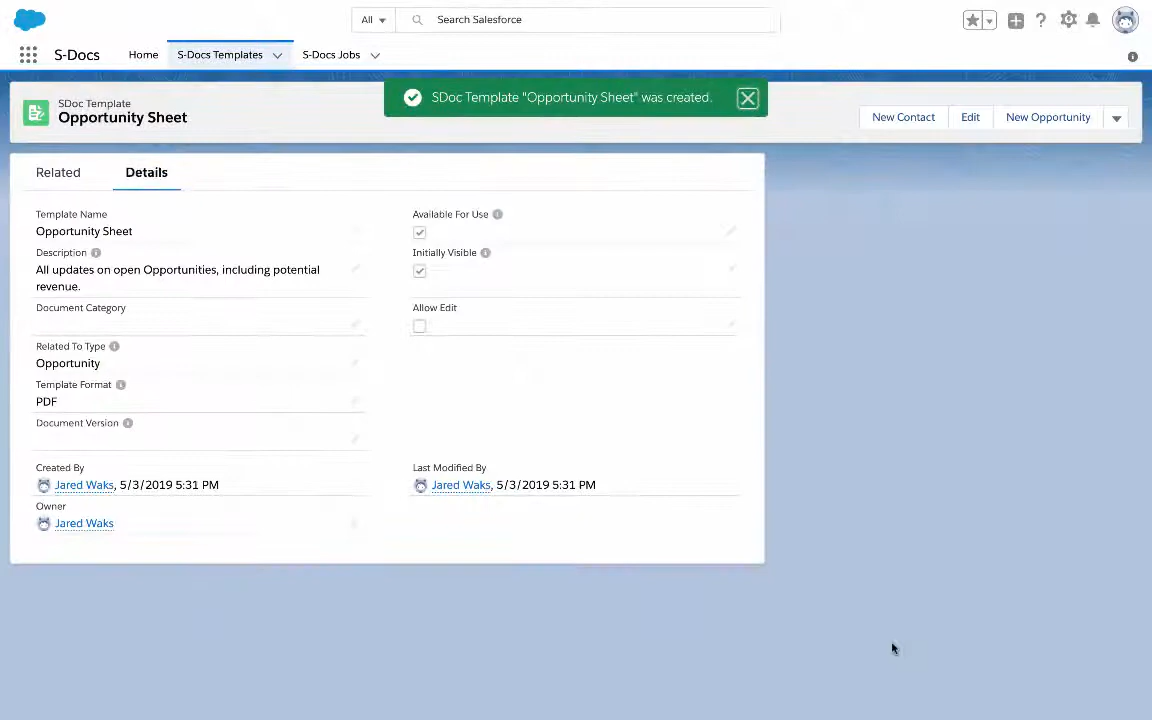 All
Search Salesforce
S-Docs
Home
S-Docs Templates
S-Docs Jobs
SDoc Template
Opportunity Sheet
SDoc Template "Opportunity Sheet" was created.
New Contact
Edit
New Opportunity
Related
Details
Template Name
Opportunity Sheet
Available For Use
Description
All updates on open Opportunities, including potential
revenue.
Initially Visible
Document Category
Allow Edit
Related To Type
Opportunity
Template Format
PDF
Document Version
Created By
Jared Waks, 5/3/2019 5:31 PM
Last Modified By
Jared Waks, 5/3/2019 5:31 PM
Owner
Jared Waks